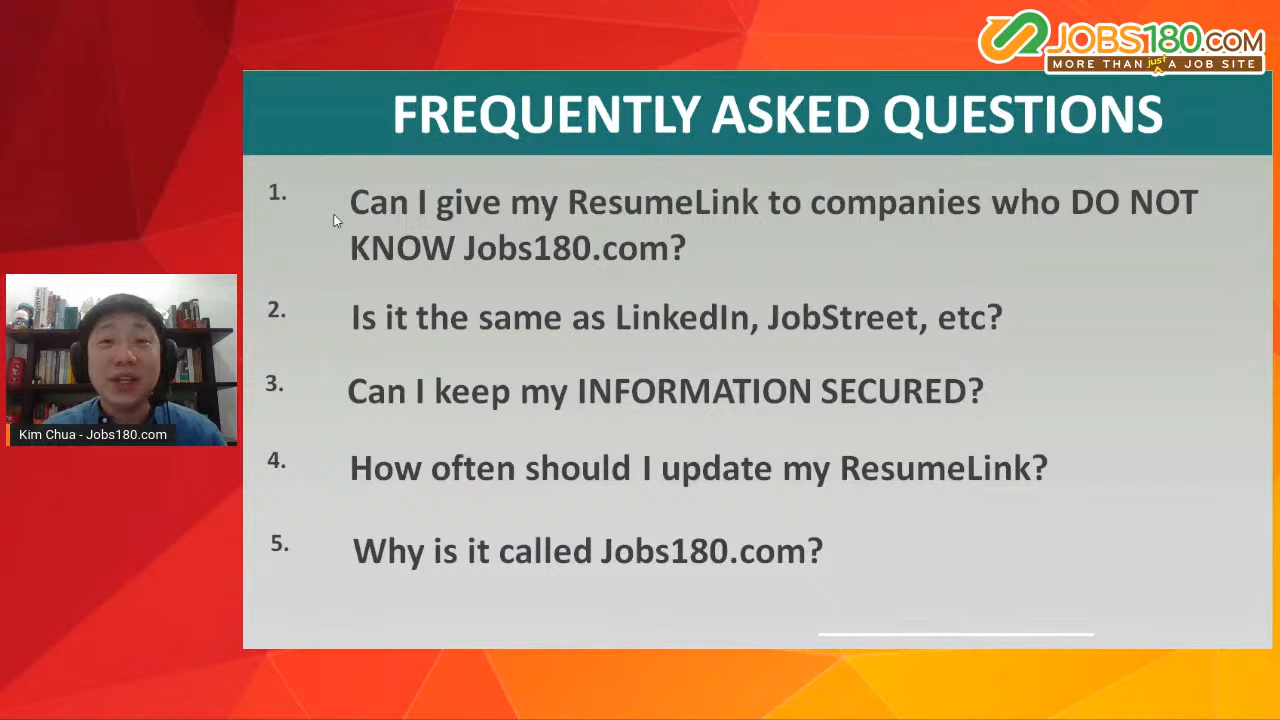 JOBS180.COM
MORE THAN just A JOB SITE
FREQUENTLY ASKED QUESTIONS
1. Can I give my ResumeLink to companies who DO NOT
KNOW Jobs180.com?
2. Is it the same as LinkedIn, JobStreet, etc?
3. Can I keep my INFORMATION SECURED?
4. How often should I update my ResumeLink?
5. Why is it called Jobs180.com?
Kim Chua - Jobs180.com